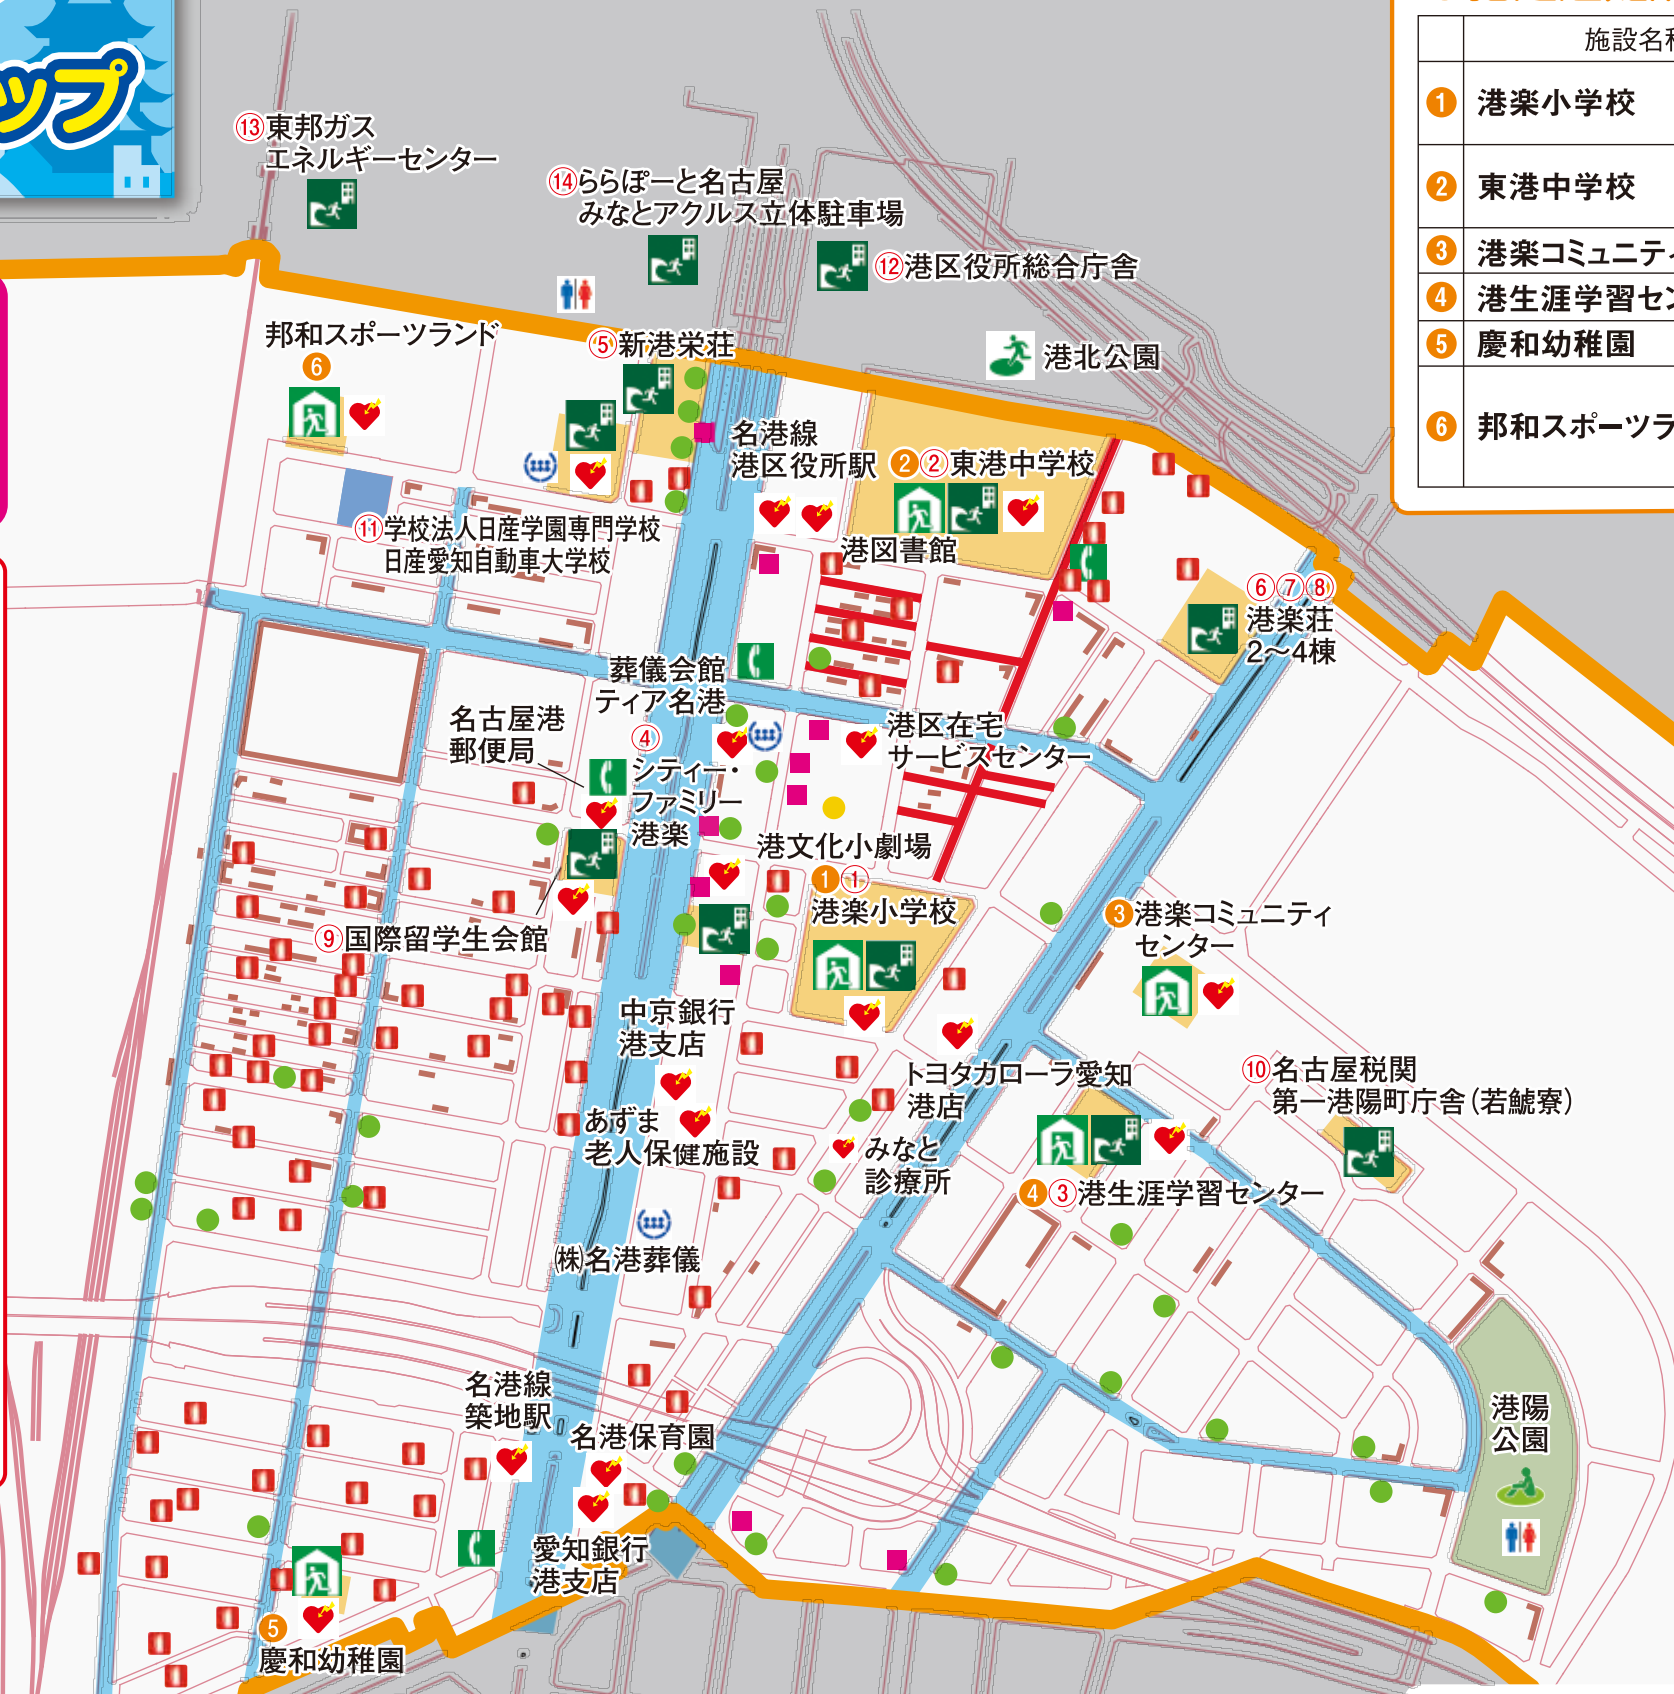 ップ
施設名称
1 港楽小学校
2 東港中学校
3 港楽コミュニティ
4 港生涯学習セン
5 慶和幼稚園
6 邦和スポーツラ
⑬東邦ガス
エネルギーセンター
⑭ららぽーと名古屋
みなとアクルス立体駐車場
⑫港区役所総合庁舎
邦和スポーツランド
6
⑤新港栄荘
港北公園
名港線
港区役所駅
2②東港中学校
港図書館
⑪学校法人日産学園専門学校
日産愛知自動車大学校
⑥⑦⑧
港楽荘
2〜4棟
葬儀会館
ティア名港
名古屋港
郵便局
④
シティー・
ファミリー
港楽
港区在宅
サービスセンター
港文化小劇場
1①
港楽小学校
⑨国際留学生会館
3港楽コミュニティ
センター
中京銀行
港支店
トヨタカローラ愛知
港店
⑩名古屋税関
第一港陽町庁舎(若鯱寮)
あずま
老人保健施設
みなと
診療所
4③港生涯学習センター
㈱名港葬儀
名港線
築地駅
名港保育園
港陽
公園
愛知銀行
港支店
5
慶和幼稚園